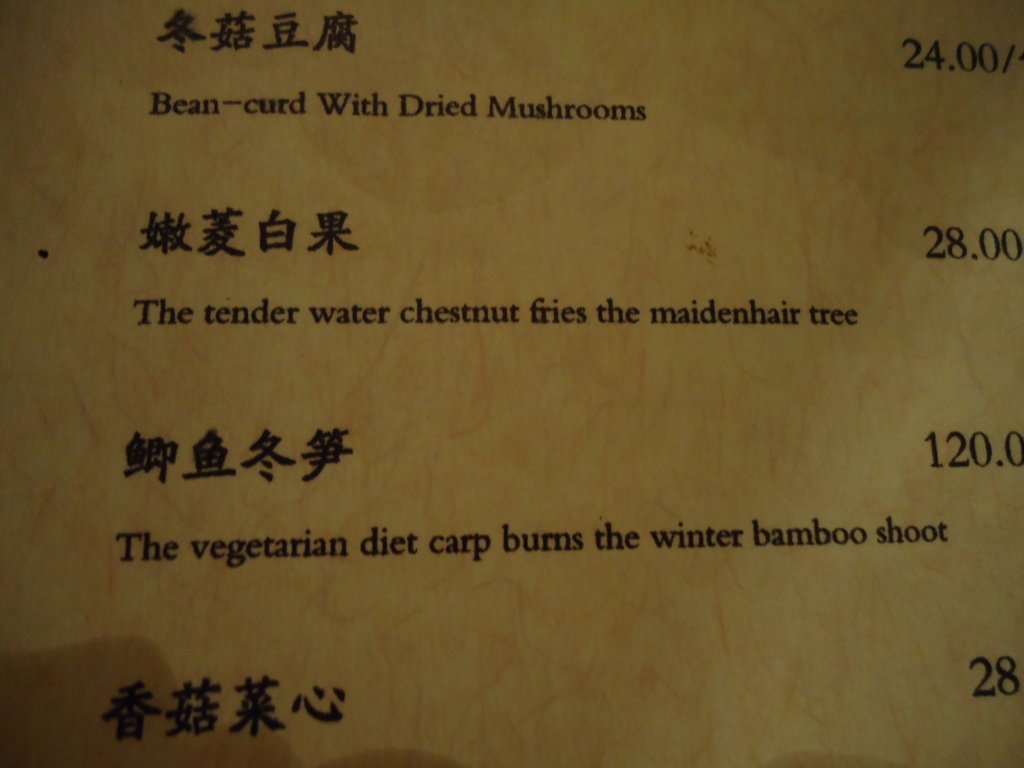 冬菇豆腐 24.00/
Bean-curd With Dried Mushrooms
嫩菱白果 28.00
The tender water chestnut fries the maidenhair tree
鲫鱼冬笋 120.0
The vegetarian diet carp burns the winter bamboo shoot
香菇菜心 28